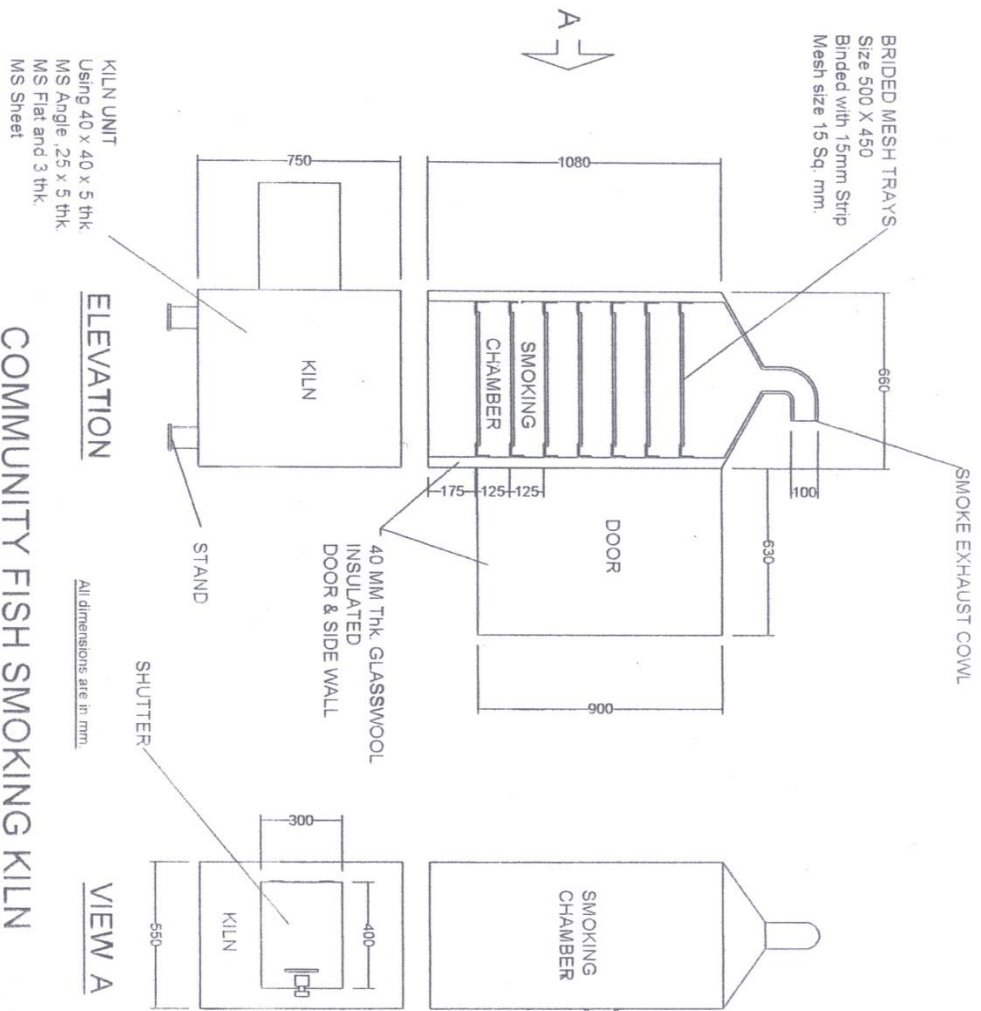 A
BRIDED MESH TRAYS
Size 500 X 450
Binded with 15mm Strip
Mesh size 15 Sq. mm.
SMOKE EXHAUST COWL
660
100
630
1080
SMOKING
CHAMBER
DOOR
900
175
125
125
40 MM Thk. GLASSWOOL
INSULATED
DOOR & SIDE WALL
750
KILN
STAND
KILN UNIT
Using 40 x 40 x 5 thk.
MS Angle ,25 x 5 thk.
MS Flat and 3 thk.
MS Sheet
SMOKING
CHAMBER
300
400
KILN
550
SHUTTER
ELEVATION
All dimensions are in mm.
VIEW A
COMMUNITY FISH SMOKING KILN